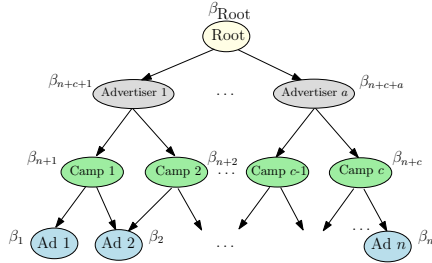 β_Root
Root
β_{n+c+1} Advertiser 1 ... Advertiser a β_{n+c+a}
β_{n+1} Camp 1 Camp 2 β_{n+2} ... Camp c-1 Camp c β_{n+c}
β_1 Ad 1 Ad 2 β_2 ... ... Ad n β_n